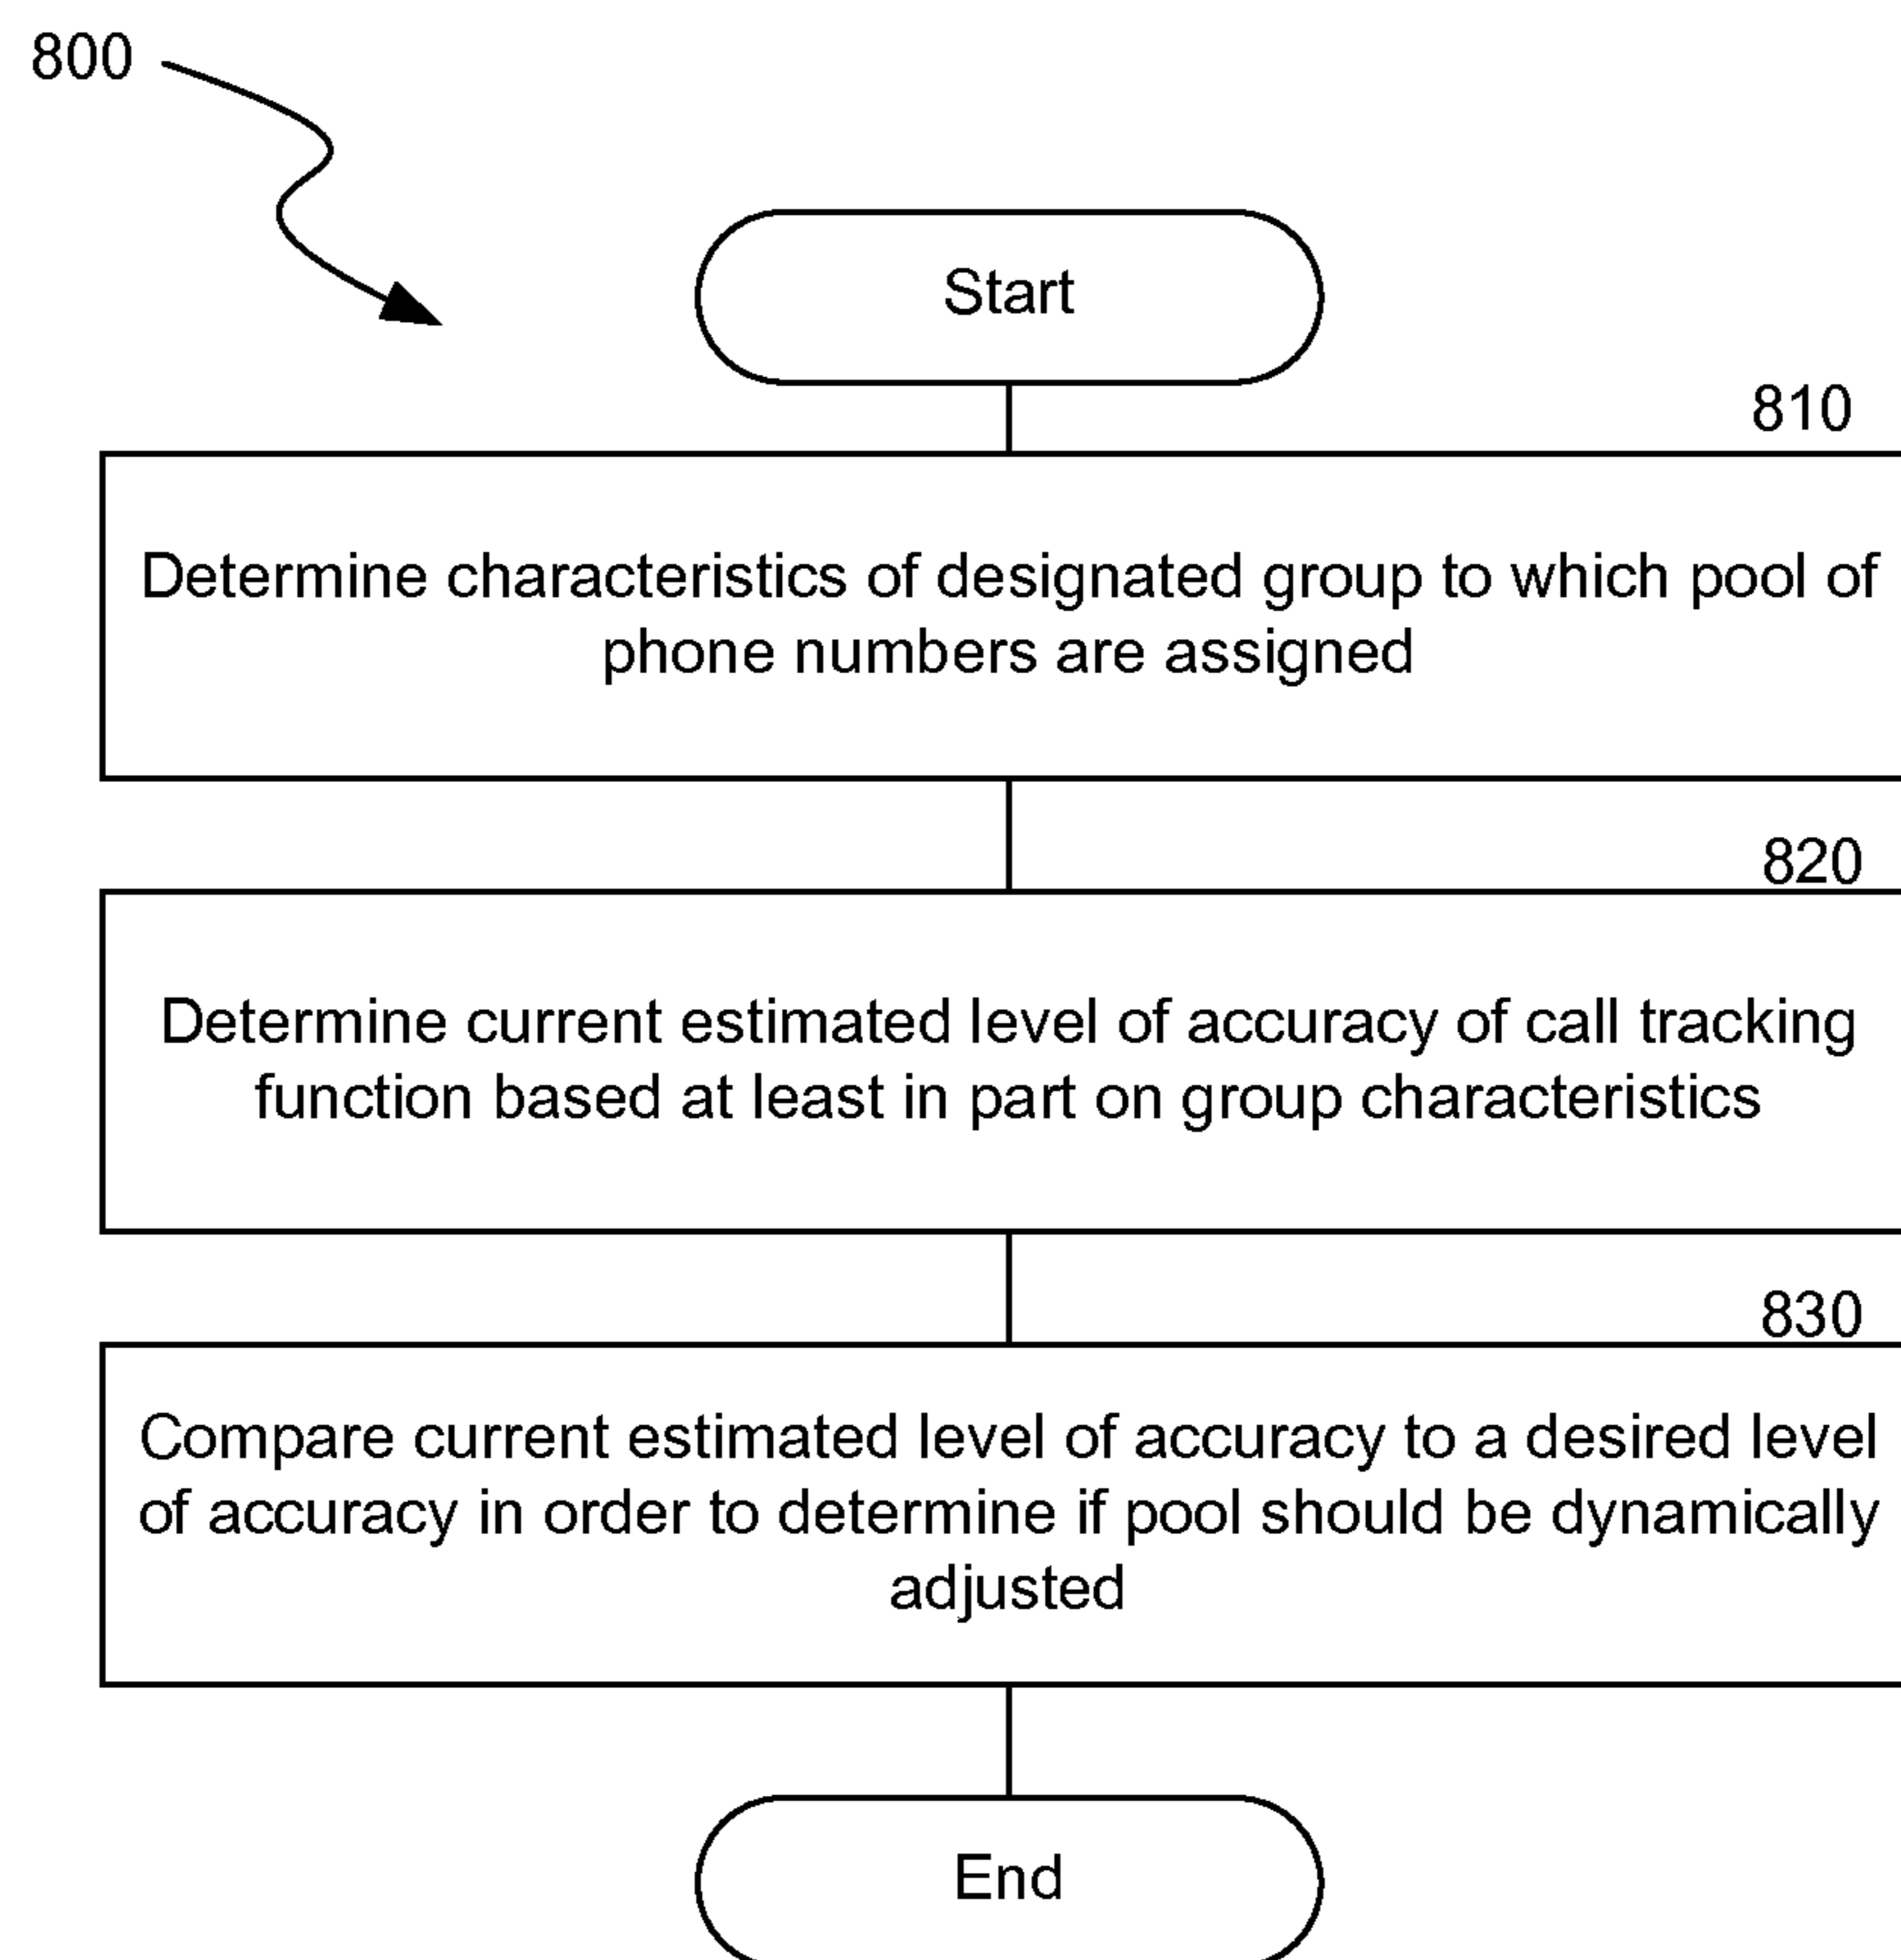 800
Start
810
Determine characteristics of designated group to which pool of
phone numbers are assigned
820
Determine current estimated level of accuracy of call tracking
function based at least in part on group characteristics
830
Compare current estimated level of accuracy to a desired level
of accuracy in order to determine if pool should be dynamically
adjusted
End